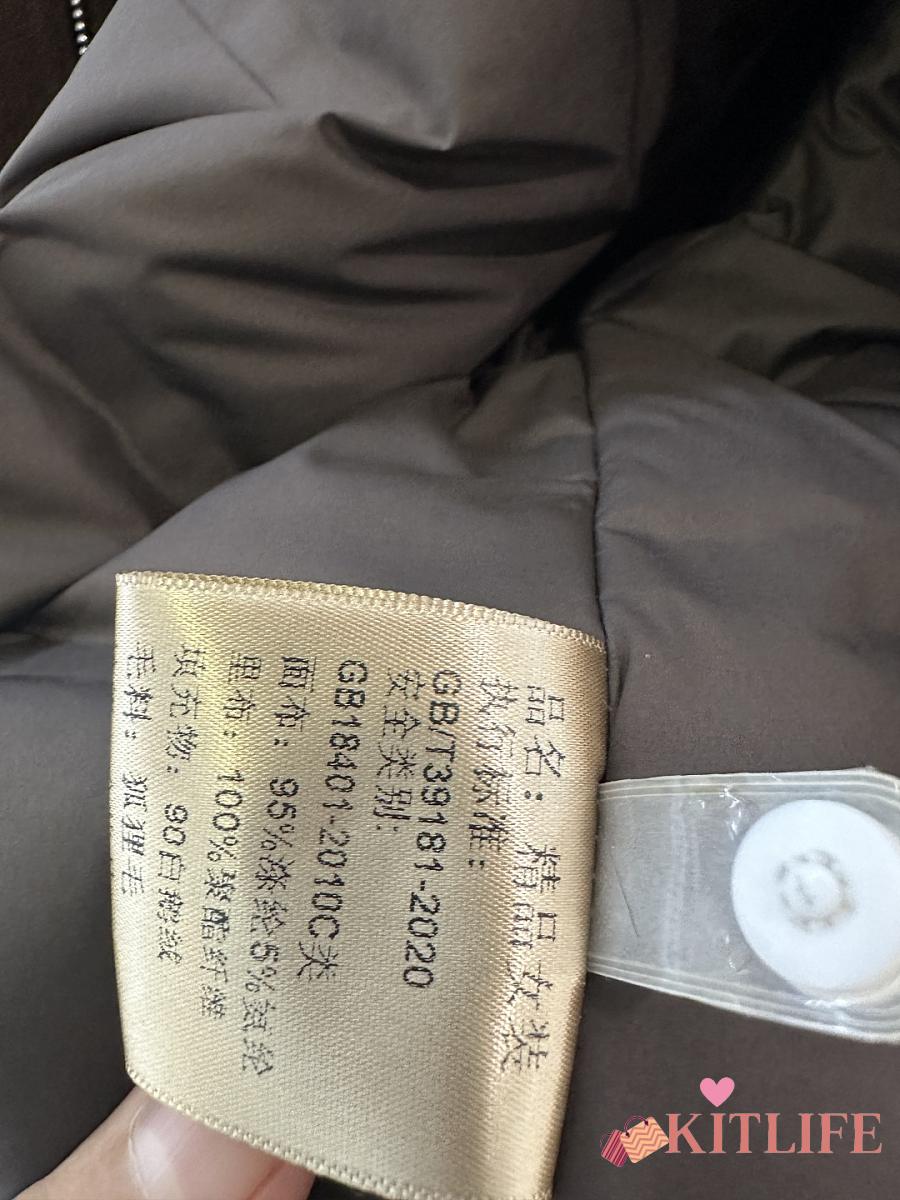 品名: 精品女装
执行标准:
GB/T39181-2020
安全类别:
GB18401-2010C类
面布: 95%涤纶5%氨纶
里布: 100%聚酯纤维
填充物: 90白鹅绒
毛料: 狐狸毛
KITLIFE